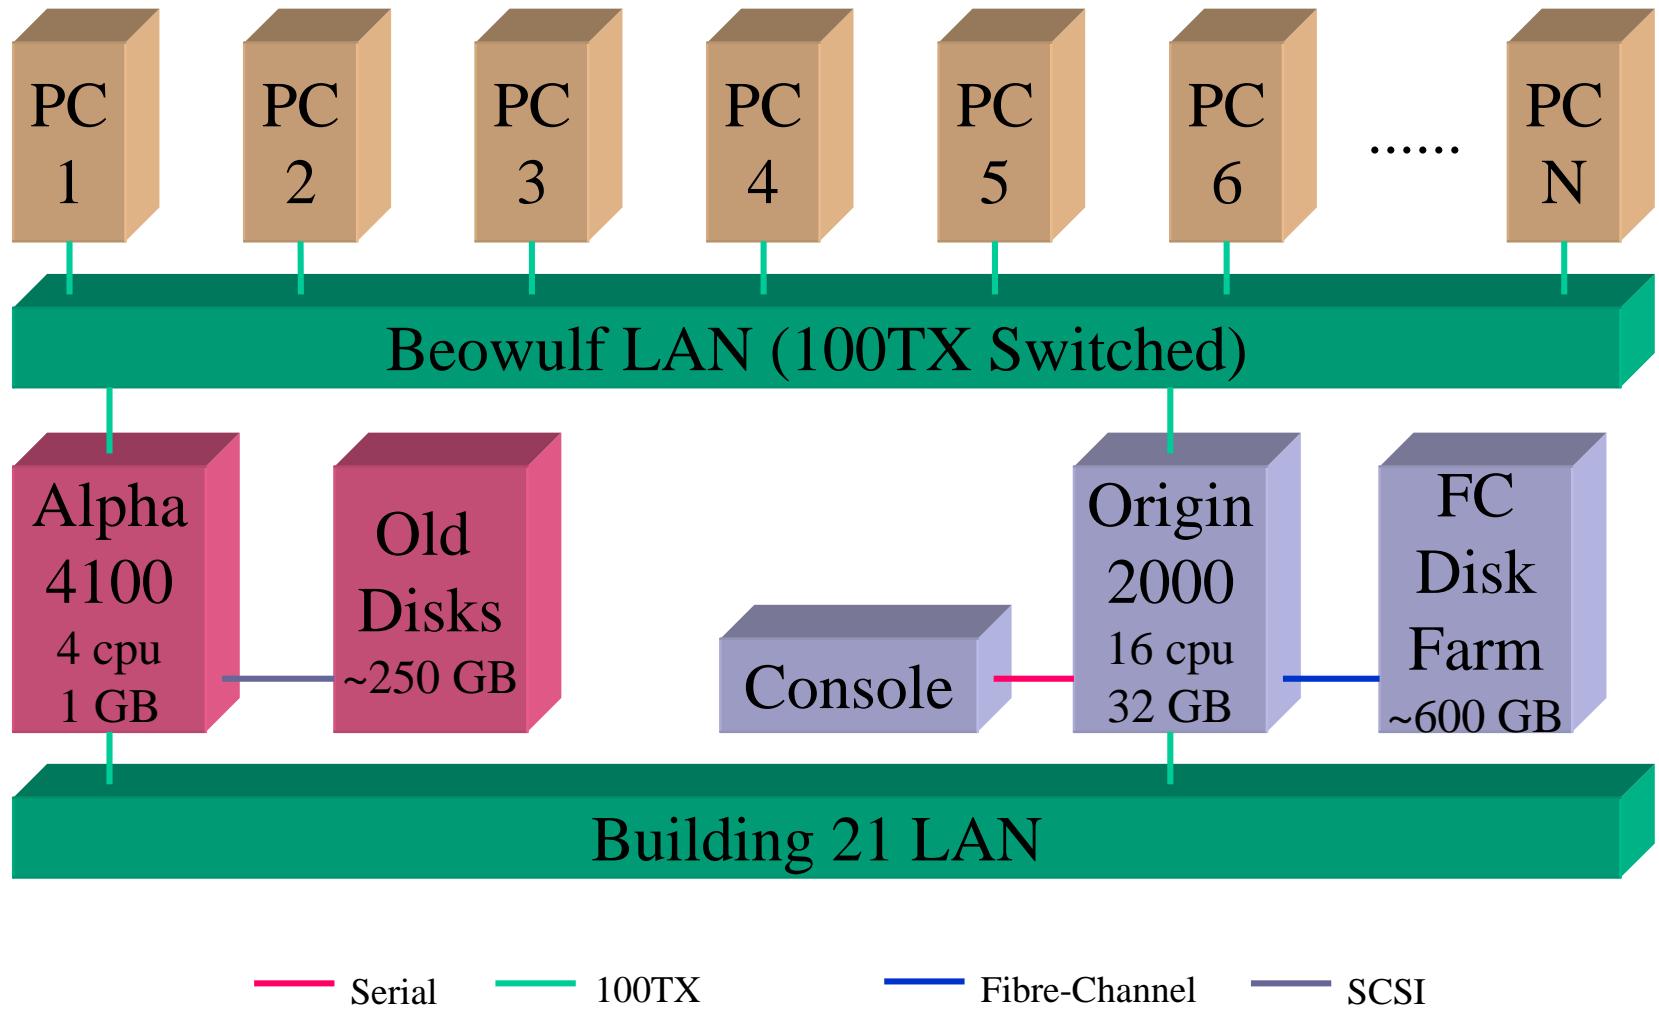 PC
1
PC
2
PC
3
PC
4
PC
5
PC
6
......
PC
N
Beowulf LAN (100TX Switched)
Alpha
4100
4 cpu
1 GB
Old
Disks
~250 GB
Console
Origin
2000
16 cpu
32 GB
FC
Disk
Farm
~600 GB
Building 21 LAN
Serial
100TX
Fibre-Channel
SCSI